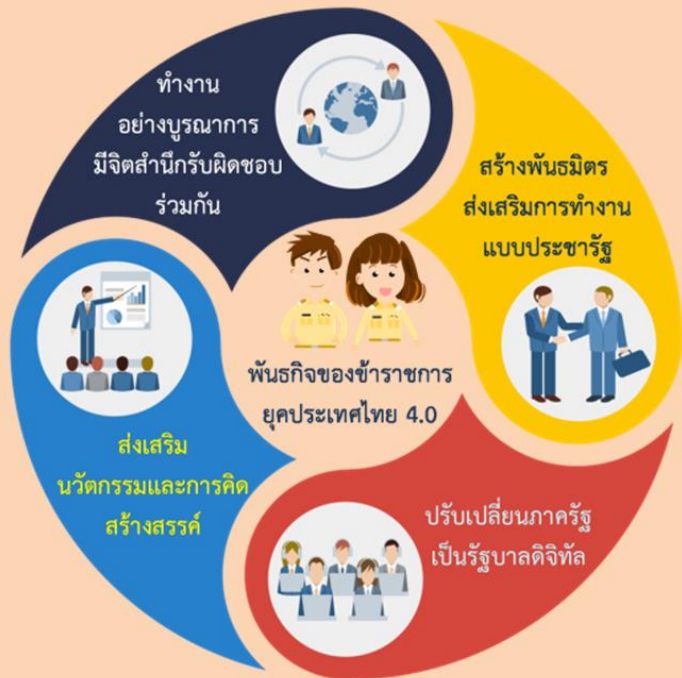 ทำงาน
อย่างบูรณาการ
มีจิตสำนึกรับผิดชอบ
ร่วมกัน
สร้างพันธมิตร
ส่งเสริมการทำงาน
แบบประชารัฐ
พันธกิจของข้าราชการ
ยุคประเทศไทย 4.0
ส่งเสริม
นวัตกรรมและการคิด
สร้างสรรค์
ปรับเปลี่ยนภาครัฐ
เป็นรัฐบาลดิจิทัล